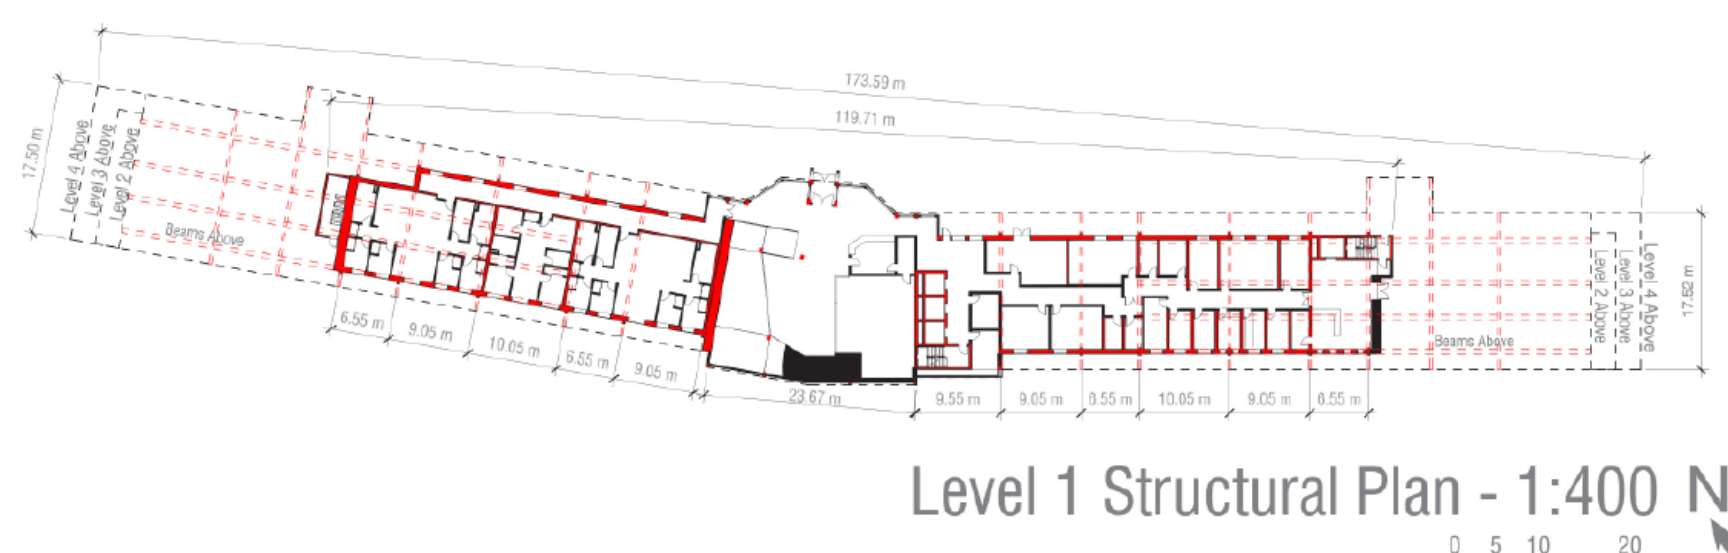 173.59 m
119.71 m
17.50 m
Level 4 Above
Level 3 Above
Level 2 Above
Beams Above
6.55 m
9.05 m
10.05 m
6.55 m
9.05 m
23.67 m
9.55 m
9.05 m
6.55 m
10.05 m
9.05 m
6.55 m
Beams Above
Level 2 Above
Level 3 Above
Level 4 Above
17.52 m
Level 1 Structural Plan - 1:400 N
0 5 10 20